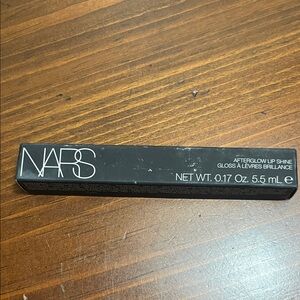 NARS
AFTERGLOW LIP SHINE
GLOSS À LÈVRES BRILLANCE
NET WT. 0.17 Oz. 5.5 mL ℮